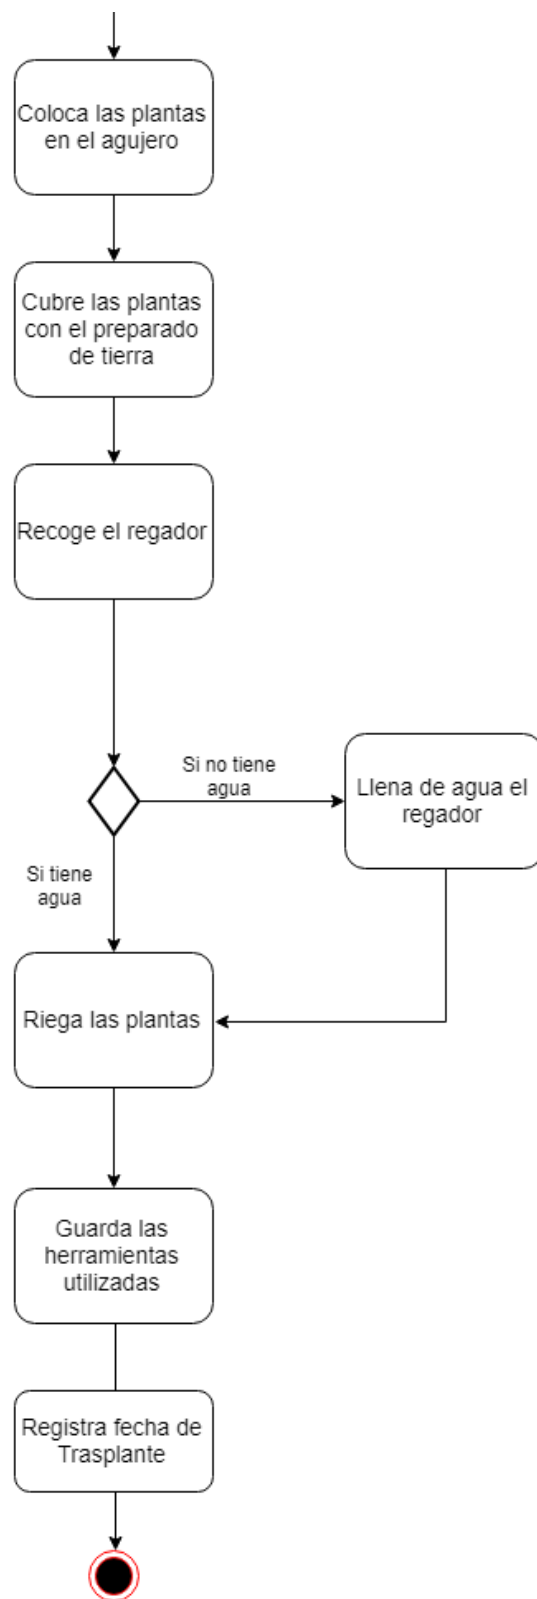 Coloca las plantas
en el agujero
Cubre las plantas
con el preparado
de tierra
Recoge el regador
Si no tiene
agua
Llena de agua el
regador
Si tiene
agua
Riega las plantas
Guarda las
herramientas
utilizadas
Registra fecha de
Trasplante